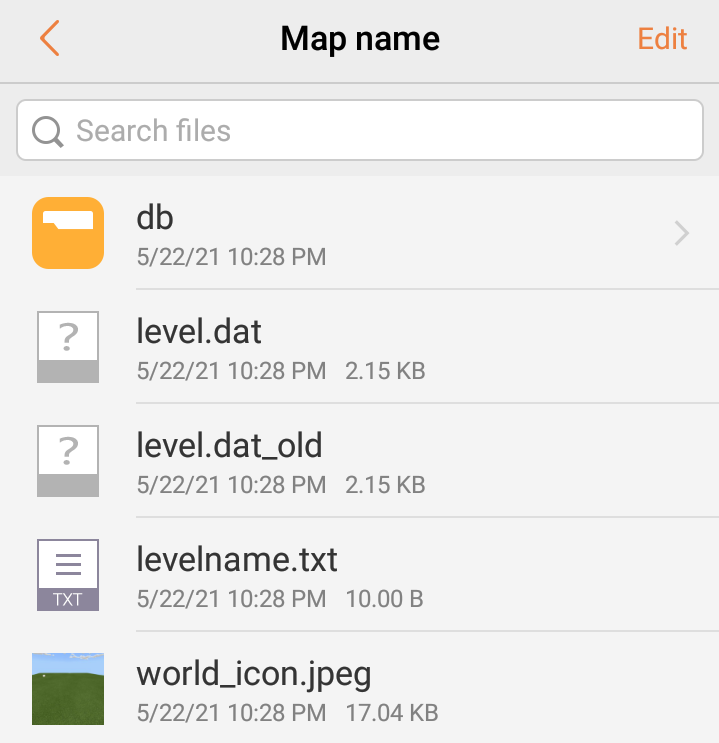 Map name
Edit
Search files
db
5/22/21 10:28 PM
?
level.dat
5/22/21 10:28 PM 2.15 KB
?
level.dat_old
5/22/21 10:28 PM 2.15 KB
levelname.txt
TXT
5/22/21 10:28 PM 10.00 B
world_icon.jpeg
5/22/21 10:28 PM 17.04 KB